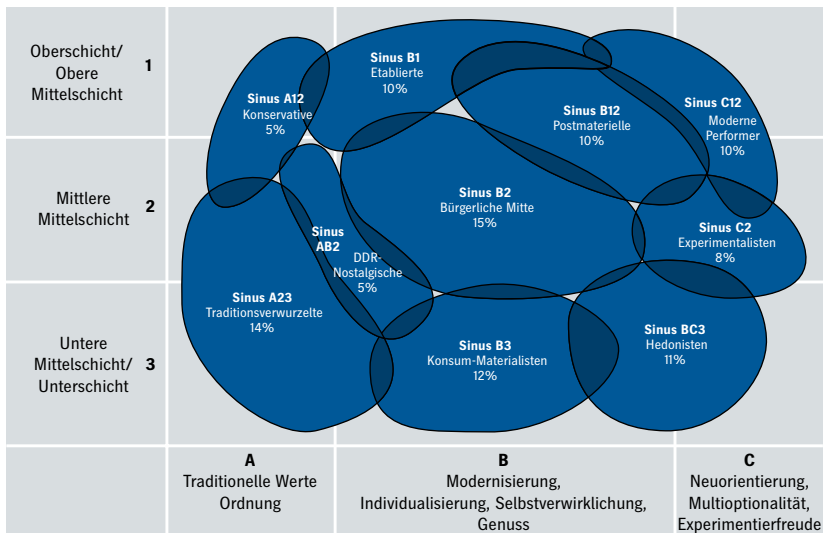 Oberschicht/
Obere
Mittelschicht
1
Sinus B1
Etablierte
10%
Sinus A12
Konservative
5%
Sinus B12
Postmaterielle
10%
Sinus C12
Moderne
Performer
10%
Mittlere
Mittelschicht
2
Sinus B2
Bürgerliche Mitte
15%
Sinus
AB2
DDR-
Nostalgische
5%
Sinus C2
Experimentalisten
8%
Sinus A23
Traditionsverwurzelte
14%
Untere
Mittelschicht/
Unterschicht
3
Sinus B3
Konsum-Materialisten
12%
Sinus BC3
Hedonisten
11%
A
Traditionelle Werte
Ordnung
B
Modernisierung,
Individualisierung, Selbstverwirklichung,
Genuss
C
Neuorientierung,
Multioptionalität,
Experimentierfreude